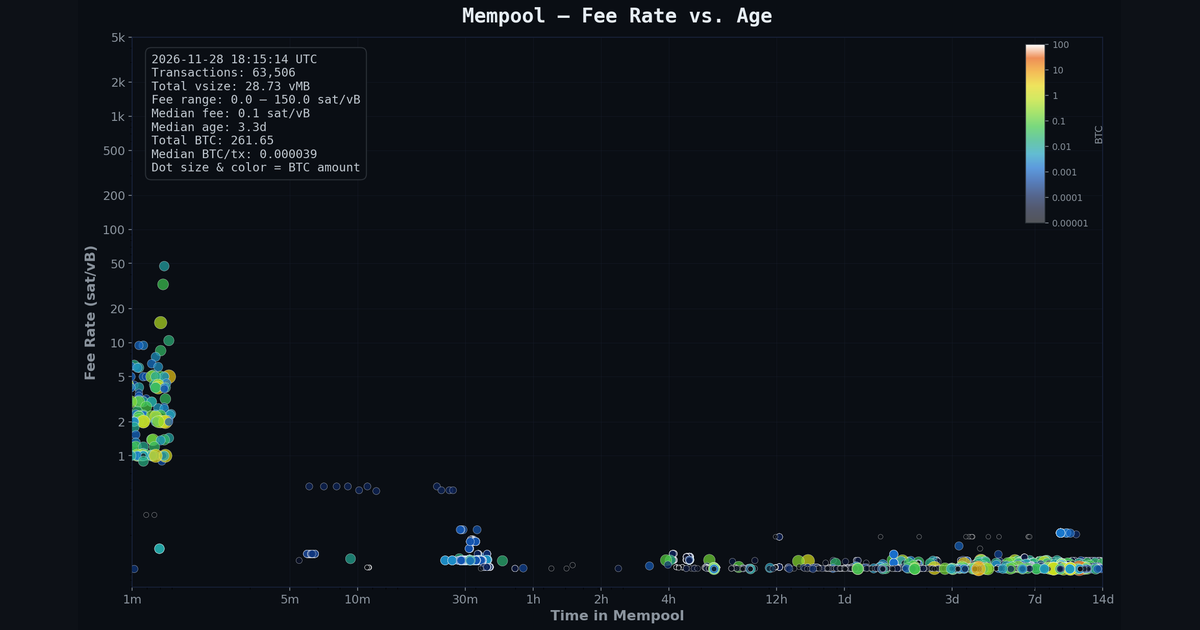 Mempool — Fee Rate vs. Age
5k
2k
1k
500
200
100
50
20
10
5
2
1
Fee Rate (sat/vB)
2026-11-28 18:15:14 UTC
Transactions: 63,506
Total vsize: 28.73 vMB
Fee range: 0.0 — 150.0 sat/vB
Median fee: 0.1 sat/vB
Median age: 3.3d
Total BTC: 261.65
Median BTC/tx: 0.000039
Dot size & color = BTC amount
100
10
1
0.1
0.01
0.001
0.0001
0.00001
BTC
1m 5m 10m 30m 1h 2h 4h 12h 1d 3d 7d 14d
Time in Mempool